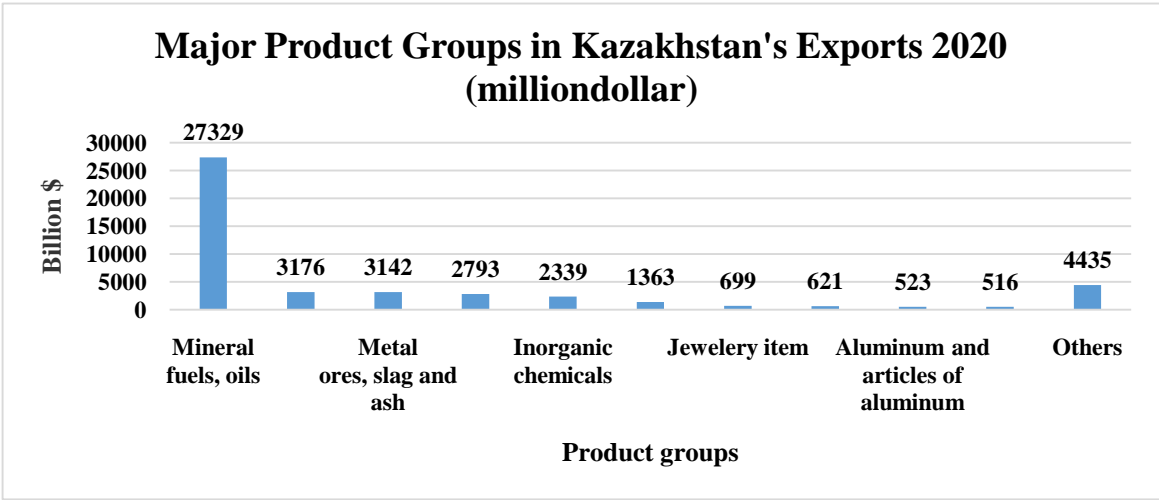 Major Product Groups in Kazakhstan's Exports 2020
(milliondollar)
Billion $
30000
25000
20000
15000
10000
5000
0
27329
3176
3142
2793
2339
1363
699
621
523
516
4435
Mineral
fuels, oils
Metal
ores, slag and
ash
Inorganic
chemicals
Jewelery item
Aluminum and
articles of
aluminum
Others
Product groups